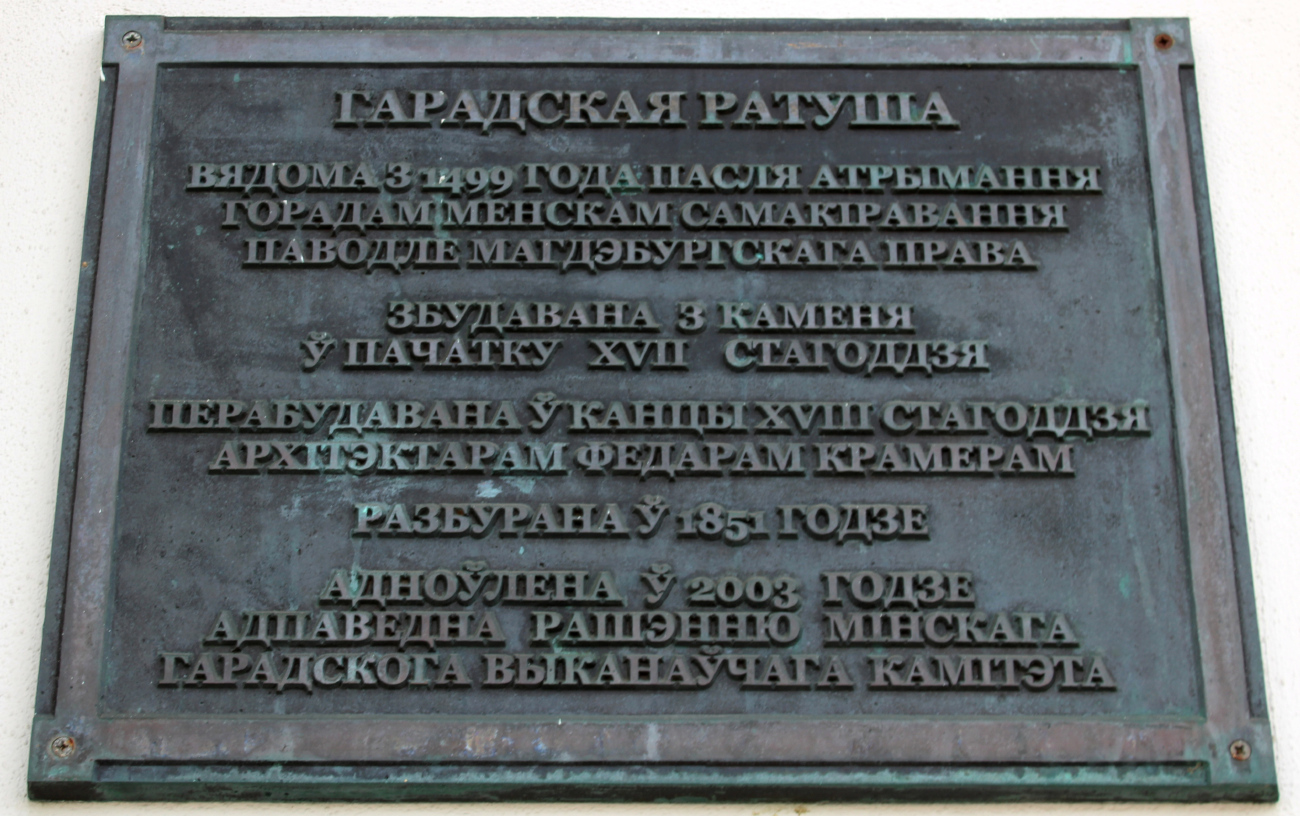 ГАРАДСКАЯ РАТУША
ВЯДОМА З 1499 ГОДА ПАСЛЯ АТРЫМАННЯ
ГОРАДАМ МЕНСКАМ САМАКІРАВАННЯ
ПАВОДЛЕ МАГДЭБУРГСКАГА ПРАВА
ЗБУДАВАНА З КАМЕНЯ
Ў ПАЧАТКУ XVII СТАГОДДЗЯ
ПЕРАБУДАВАНА Ў КАНЦЫ XVIII СТАГОДДЗЯ
АРХІТЭКТАРАМ ФЕДАРАМ КРАМЕРАМ
РАЗБУРАНА Ў 1851 ГОДЗЕ
АДНОЎЛЕНА Ў 2003 ГОДЗЕ
АДПАВЕДНА РАШЭННЮ МІНСКАГА
ГАРАДСКОГА ВЫКАНАЎЧАГА КАМІТЭТА